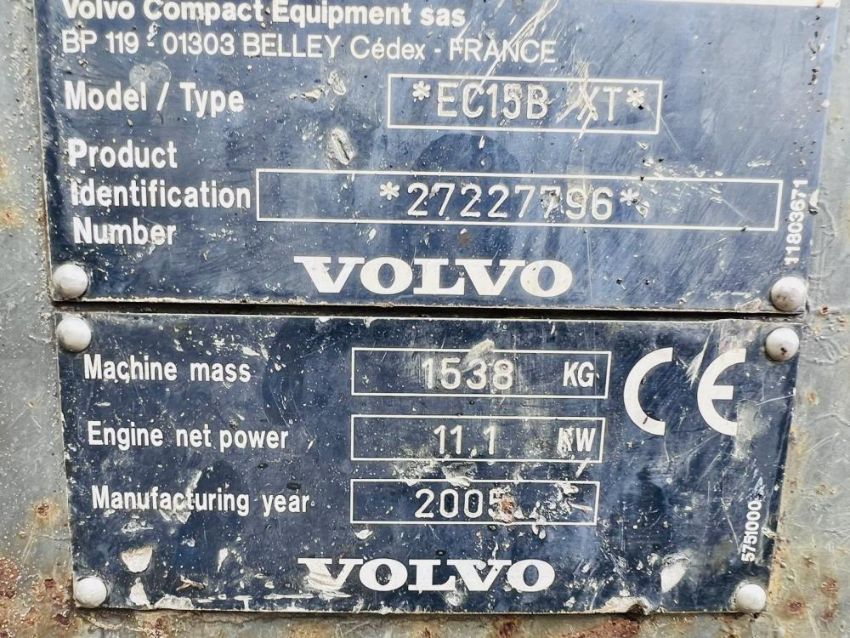 Volvo Compact Equipment sas
BP 119 - 01303 BELLEY Cédex - FRANCE
Model / Type *EC15B XT*
Product
Identification *27227796*
Number
11803671
VOLVO
Machine mass 1538 KG
CE
Engine net power 11.1 KW
Manufacturing year 2005
5751000
VOLVO